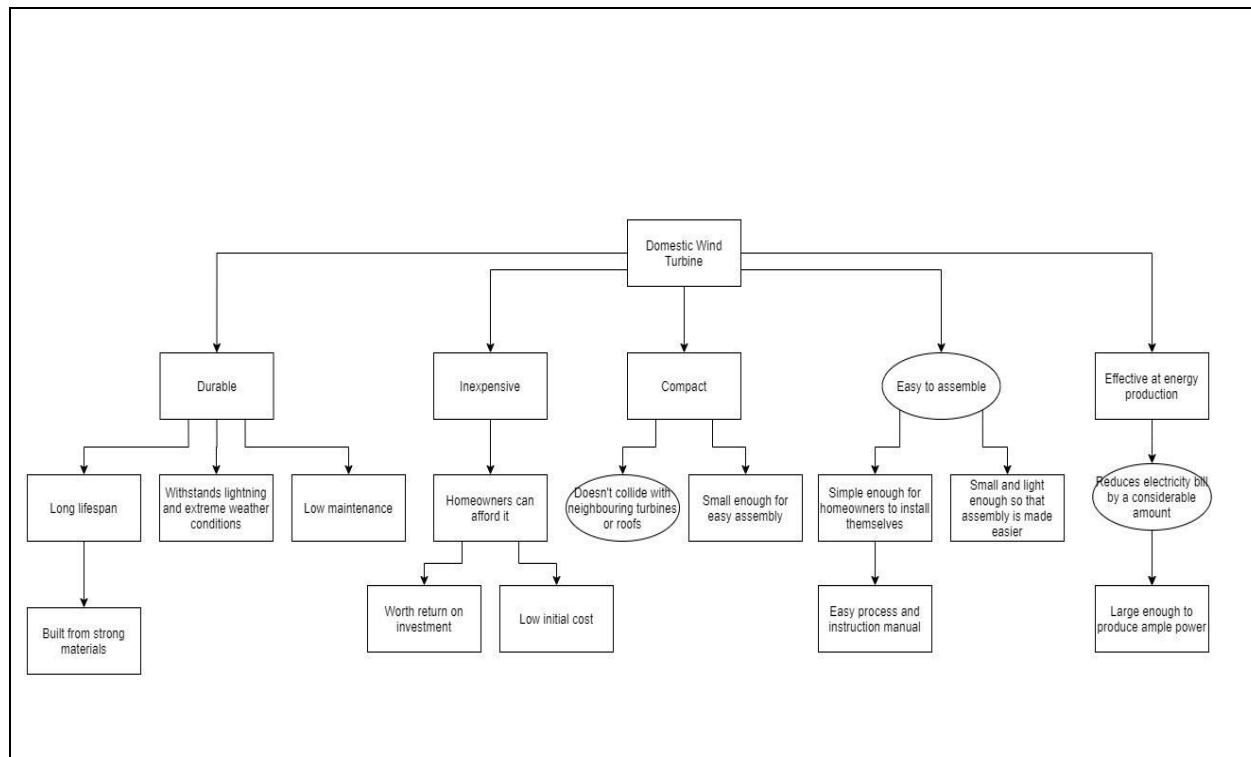 Domestic Wind
Turbine
Durable
Inexpensive
Compact
Easy to assemble
Effective at energy
production
Long lifespan
Withstands lightning
and extreme weather
conditions
Low maintenance
Homeowners can
afford it
Doesn't collide with
neighbouring turbines
or roofs
Small enough for
easy assembly
Simple enough for
homeowners to install
themselves
Small and light
enough so that
assembly is made
easier
Reduces electricity bill
by a considerable
amount
Built from strong
materials
Worth return on
investment
Low initial cost
Easy process and
instruction manual
Large enough to
produce ample power